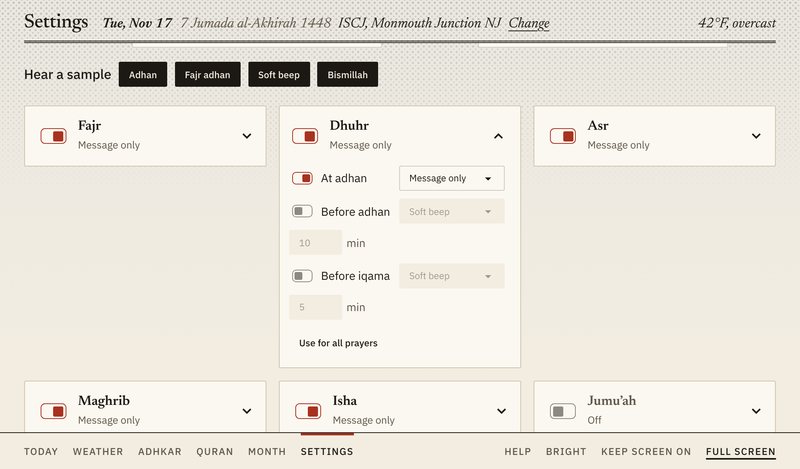 Settings Tue, Nov 17 7 Jumada al-Akhirah 1448 ISCJ, Monmouth Junction NJ Change 42°F, overcast
Hear a sample Adhan Fajr adhan Soft beep Bismillah
Fajr
Message only
Dhuhr
Message only
At adhan Message only
Before adhan Soft beep
10 min
Before iqama Soft beep
5 min
Use for all prayers
Asr
Message only
Maghrib
Message only
Isha
Message only
Jumu’ah
Off
TODAY WEATHER ADHKAR QURAN MONTH SETTINGS HELP BRIGHT KEEP SCREEN ON FULL SCREEN